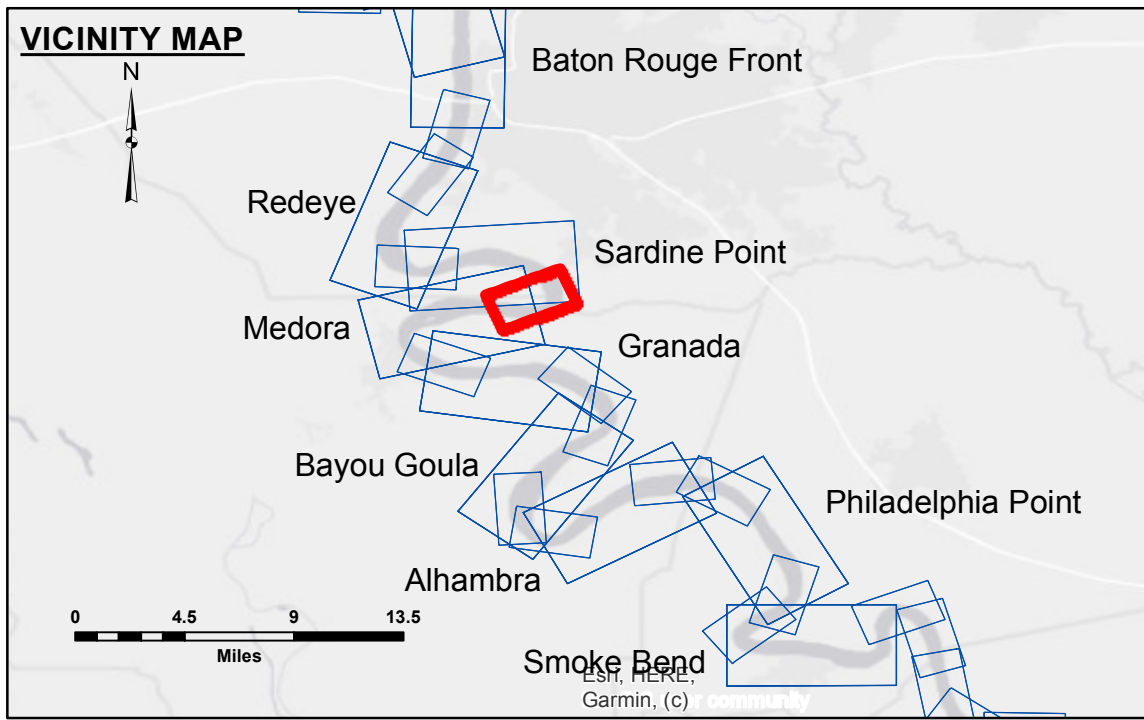 VICINITY MAP
N
Baton Rouge Front
Redeye
Sardine Point
Medora
Granada
Bayou Goula
Philadelphia Point
Alhambra
0 4.5 9 13.5
Miles
Smoke Bend
Esri, HERE,
Garmin, (c)
community